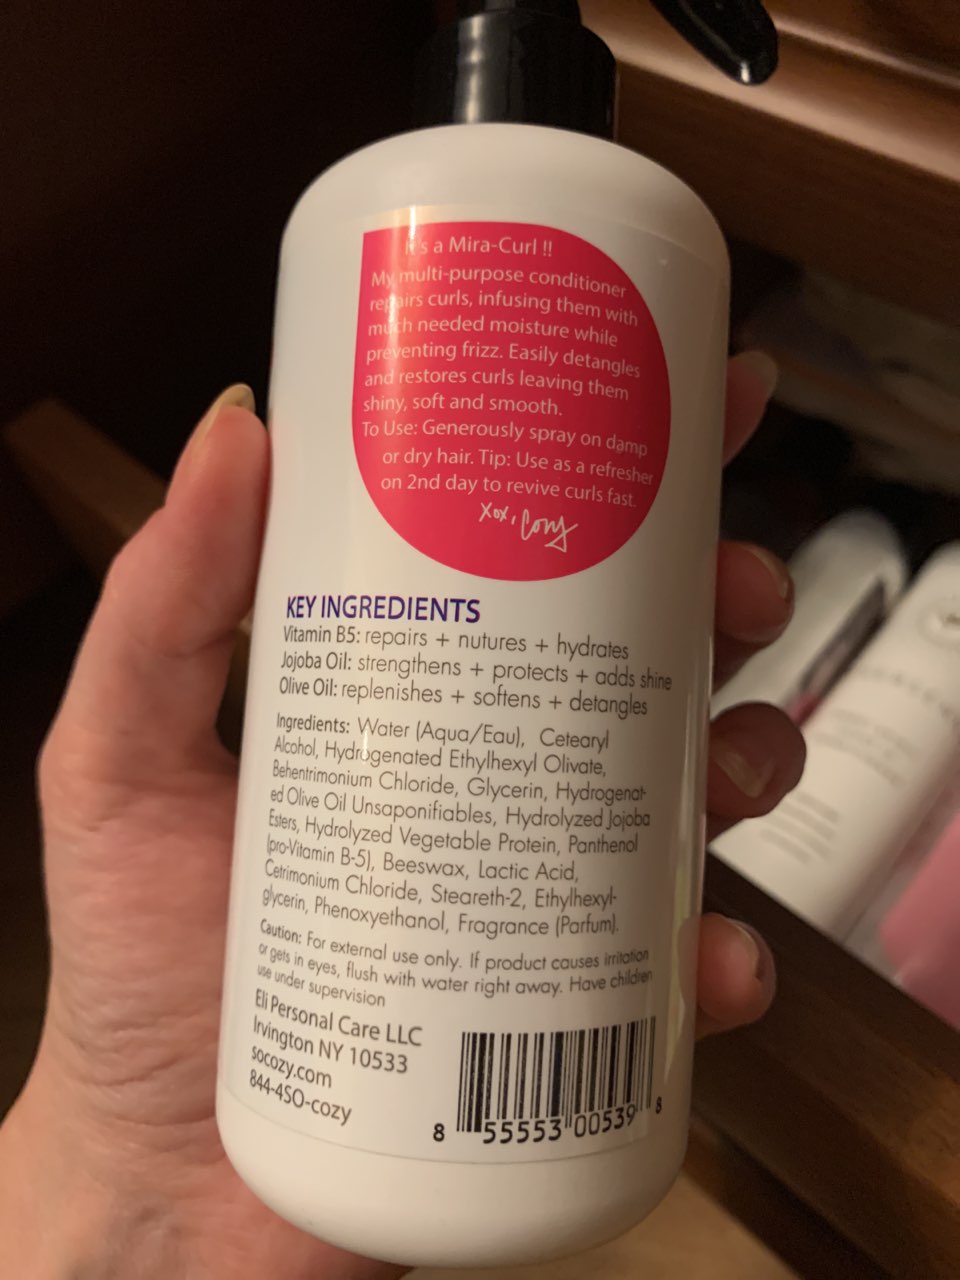 It's a Mira-Curl !!
My multi-purpose conditioner
repairs curls, infusing them with
much needed moisture while
preventing frizz. Easily detangles
and restores curls leaving them
shiny, soft and smooth.
To Use: Generously spray on damp
or dry hair. Tip: Use as a refresher
on 2nd day to revive curls fast.
xox, Cozy
KEY INGREDIENTS
Vitamin B5: repairs + nutures + hydrates
Jojoba Oil: strengthens + protects + adds shine
Olive Oil: replenishes + softens + detangles
Ingredients: Water (Aqua/Eau), Cetearyl
Alcohol, Hydrogenated Ethylhexyl Olivate,
Behentrimonium Chloride, Glycerin, Hydrogenat-
ed Olive Oil Unsaponifiables, Hydrolyzed Jojoba
Esters, Hydrolyzed Vegetable Protein, Panthenol
(pro-Vitamin B-5), Beeswax, Lactic Acid,
Cetrimonium Chloride, Steareth-2, Ethylhexyl-
glycerin, Phenoxyethanol, Fragrance (Parfum).
Caution: For external use only. If product causes irritation
or gets in eyes, flush with water right away. Have children
use under supervision
Eli Personal Care LLC
Irvington NY 10533
socozy.com
844-4SO-cozy
8 55553 00539 8